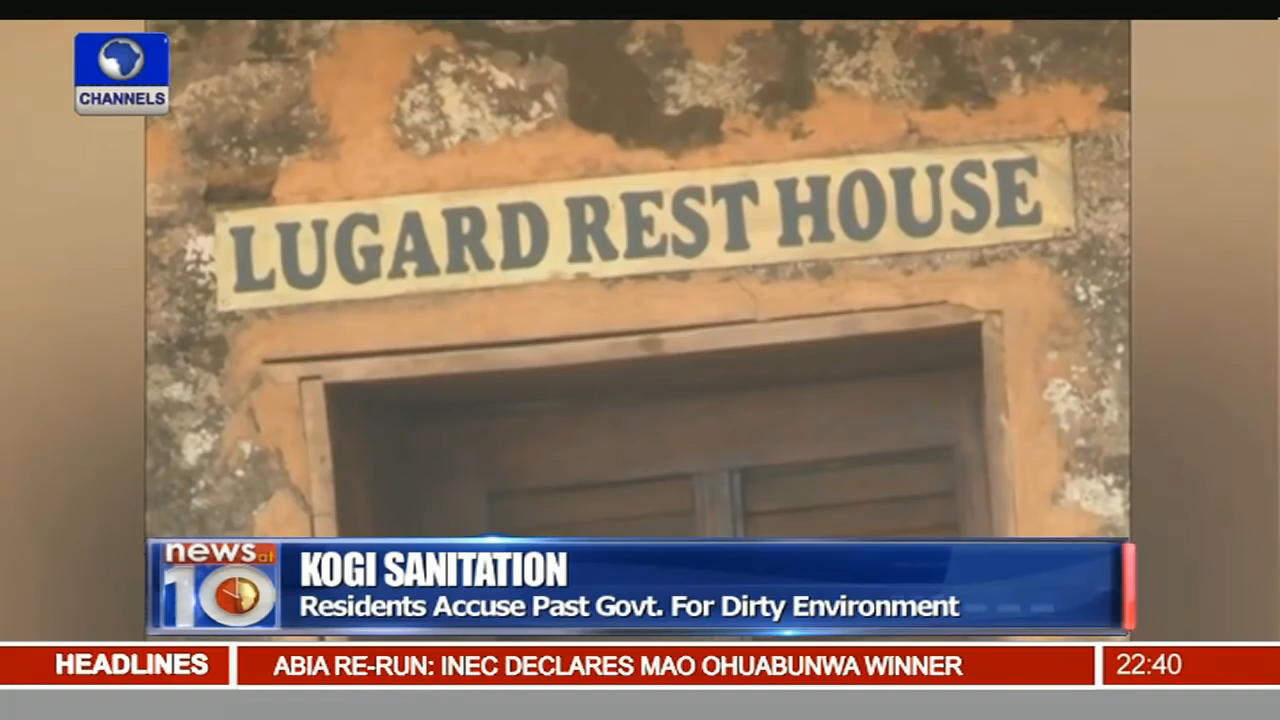 CHANNELS
LUGARD REST HOUSE
news at
10
KOGI SANITATION
Residents Accuse Past Govt. For Dirty Environment
HEADLINES
ABIA RE-RUN: INEC DECLARES MAO OHUABUNWA WINNER
22:40